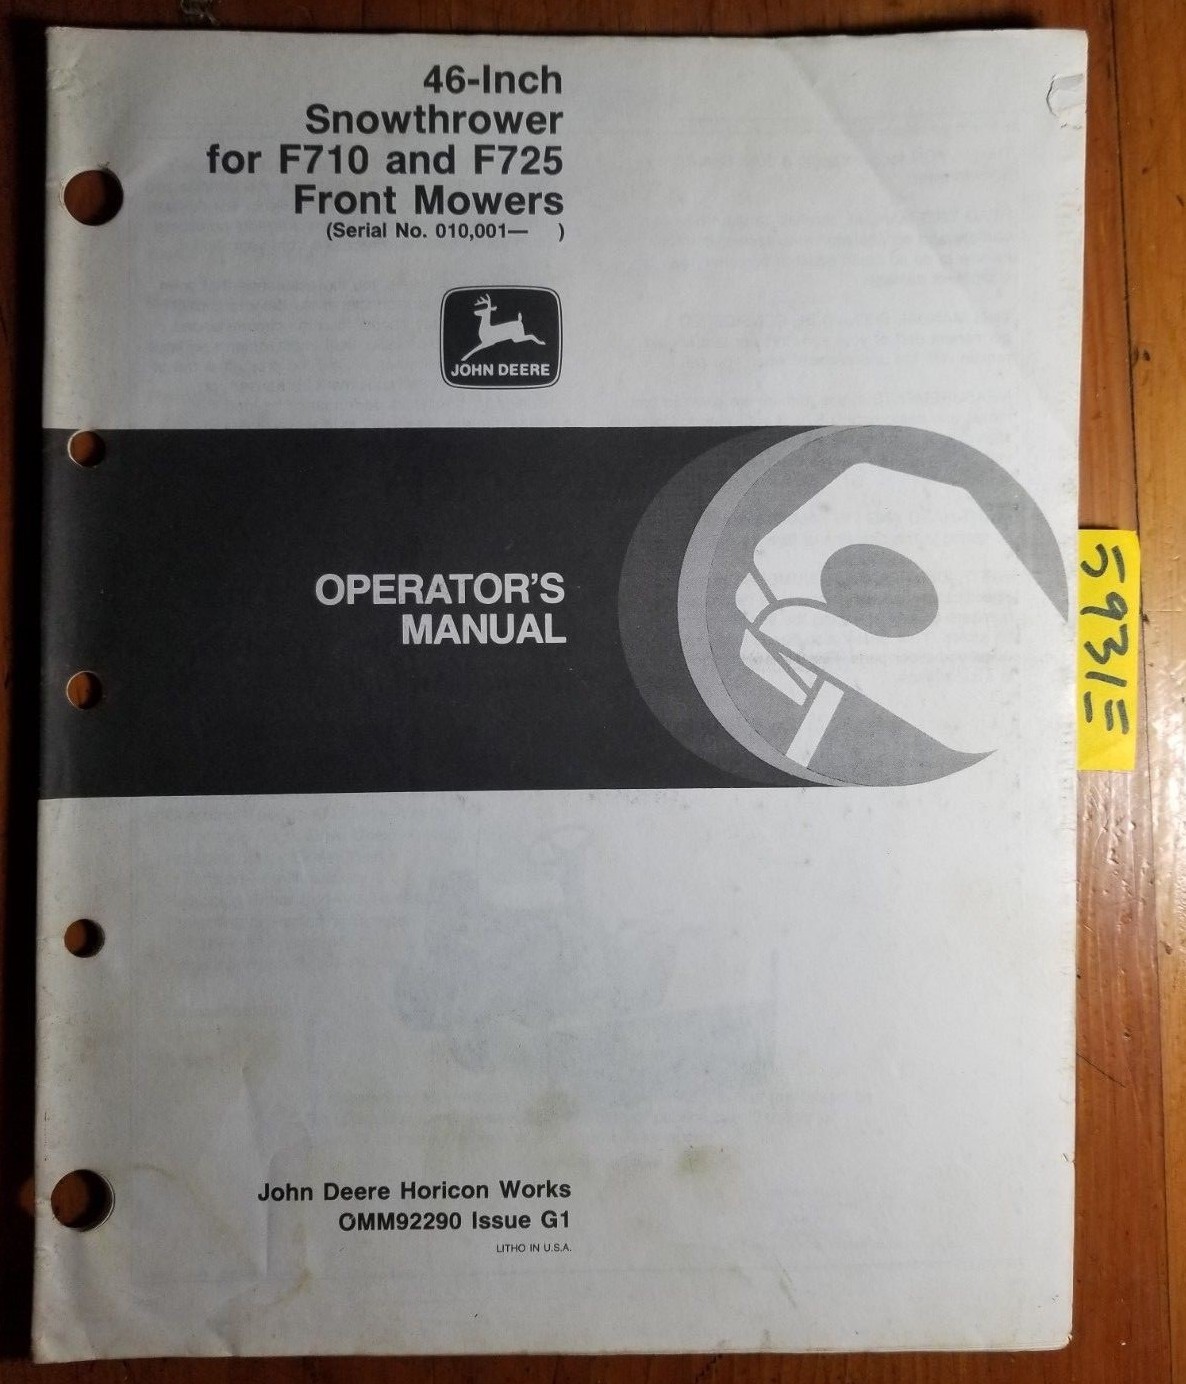 46-Inch
Snowthrower
for F710 and F725
Front Mowers
(Serial No. 010,001— )
JOHN DEERE
OPERATOR'S
MANUAL
5931E
John Deere Horicon Works
OMM92290 Issue G1
LITHO IN U.S.A.